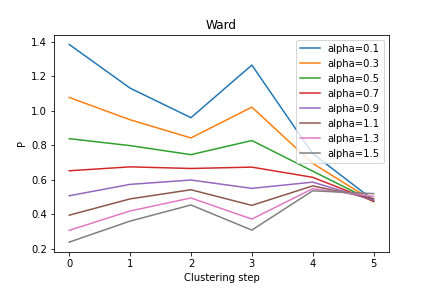 Ward
P
1.4
1.2
1.0
0.8
0.6
0.4
0.2
0
1
2
3
4
5
Clustering step
alpha=0.1
alpha=0.3
alpha=0.5
alpha=0.7
alpha=0.9
alpha=1.1
alpha=1.3
alpha=1.5